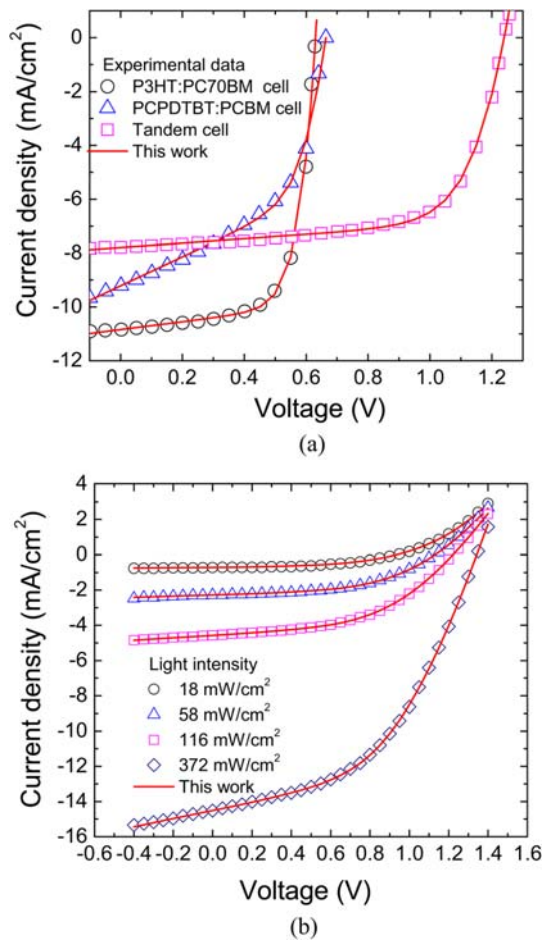 0
-2
-4
-6
-8
-10
-12
Current density (mA/cm²)
Experimental data
P3HT:PC70BM cell
PCPDTBT:PCBM cell
Tandem cell
This work
0.0 0.2 0.4 0.6 0.8 1.0 1.2
Voltage (V)
(a)
4
2
0
-2
-4
-6
-8
-10
-12
-14
-16
Current density (mA/cm²)
Light intensity
18 mW/cm²
58 mW/cm²
116 mW/cm²
372 mW/cm²
This work
-0.6 -0.4 -0.2 0.0 0.2 0.4 0.6 0.8 1.0 1.2 1.4 1.6
Voltage (V)
(b)